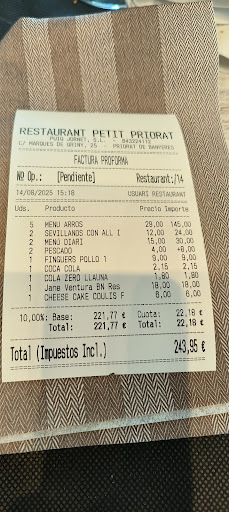 RESTAURANT PETIT PRIORAT
PUIG JORNET, S.L. - B43224112
C/ MARQUES DE GRINY, 25 - PRIORAT DE BANYERES
FACTURA PROFORMA
Nº Op.: [Pendiente] Restaurant:/14
14/08/2025 15:18 USUARI RESTAURANT
Uds. Producto Precio Importe
5 MENU ARROS 29,00 145,00
2 SEVILLANOS CON ALL I 12,00 24,00
2 MENÚ DIARI 15,00 30,00
2 PESCADO 4,00 +8,00
1 FINGUERS POLLO 1 9,00 9,00
1 COCA COLA 2,15 2,15
1 COLA ZERO LLAUNA 1,80 1,80
1 Jane Ventura BN Res 18,00 18,00
1 CHEESE CAKE COULIS F 6,00 6,00
10,00%: Base: 221,77 € Cuota: 22,18 €
Total: 221,77 € Total: 22,18 €
Total (Impuestos Incl.) 243,95 €